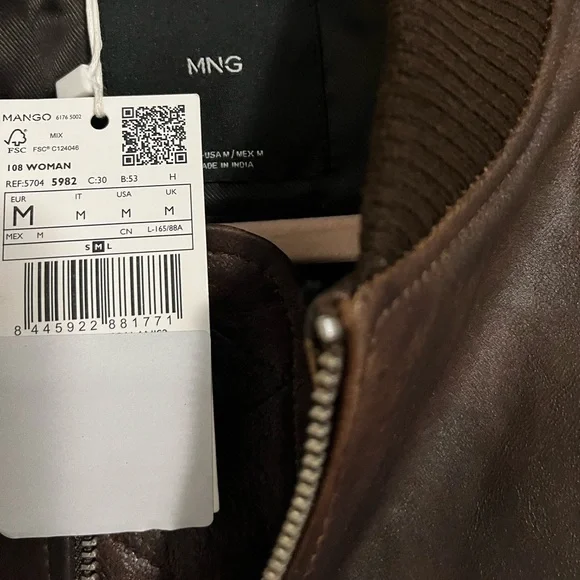 MNG
-USA M / MEX M
ADE IN INDIA
MANGO 6176 5002
FSC
MIX
FSC® C124046
108 WOMAN
REF:5704 5982 C:30 B:53 H
EUR IT USA UK
M M M M
MEX M CN L-165/88A
S M L
8 445922 881771